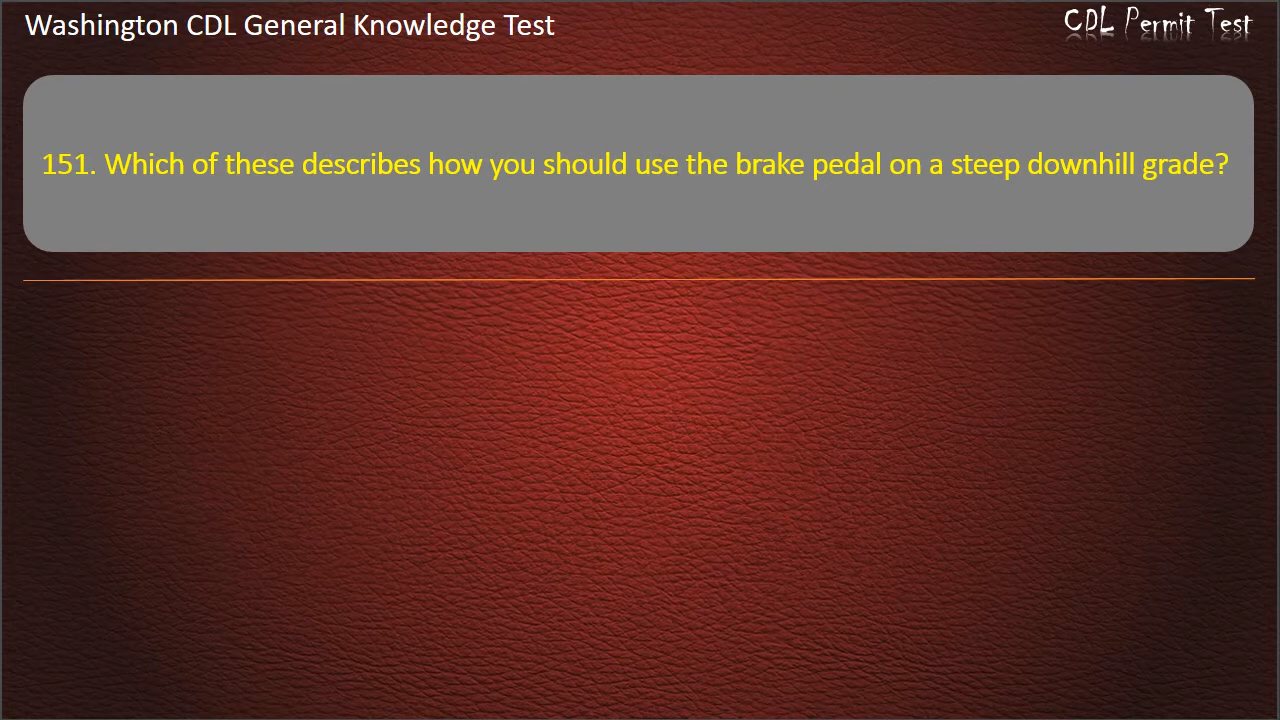 Washington CDL General Knowledge Test
CDL Permit Test
151. Which of these describes how you should use the brake pedal on a steep downhill grade?